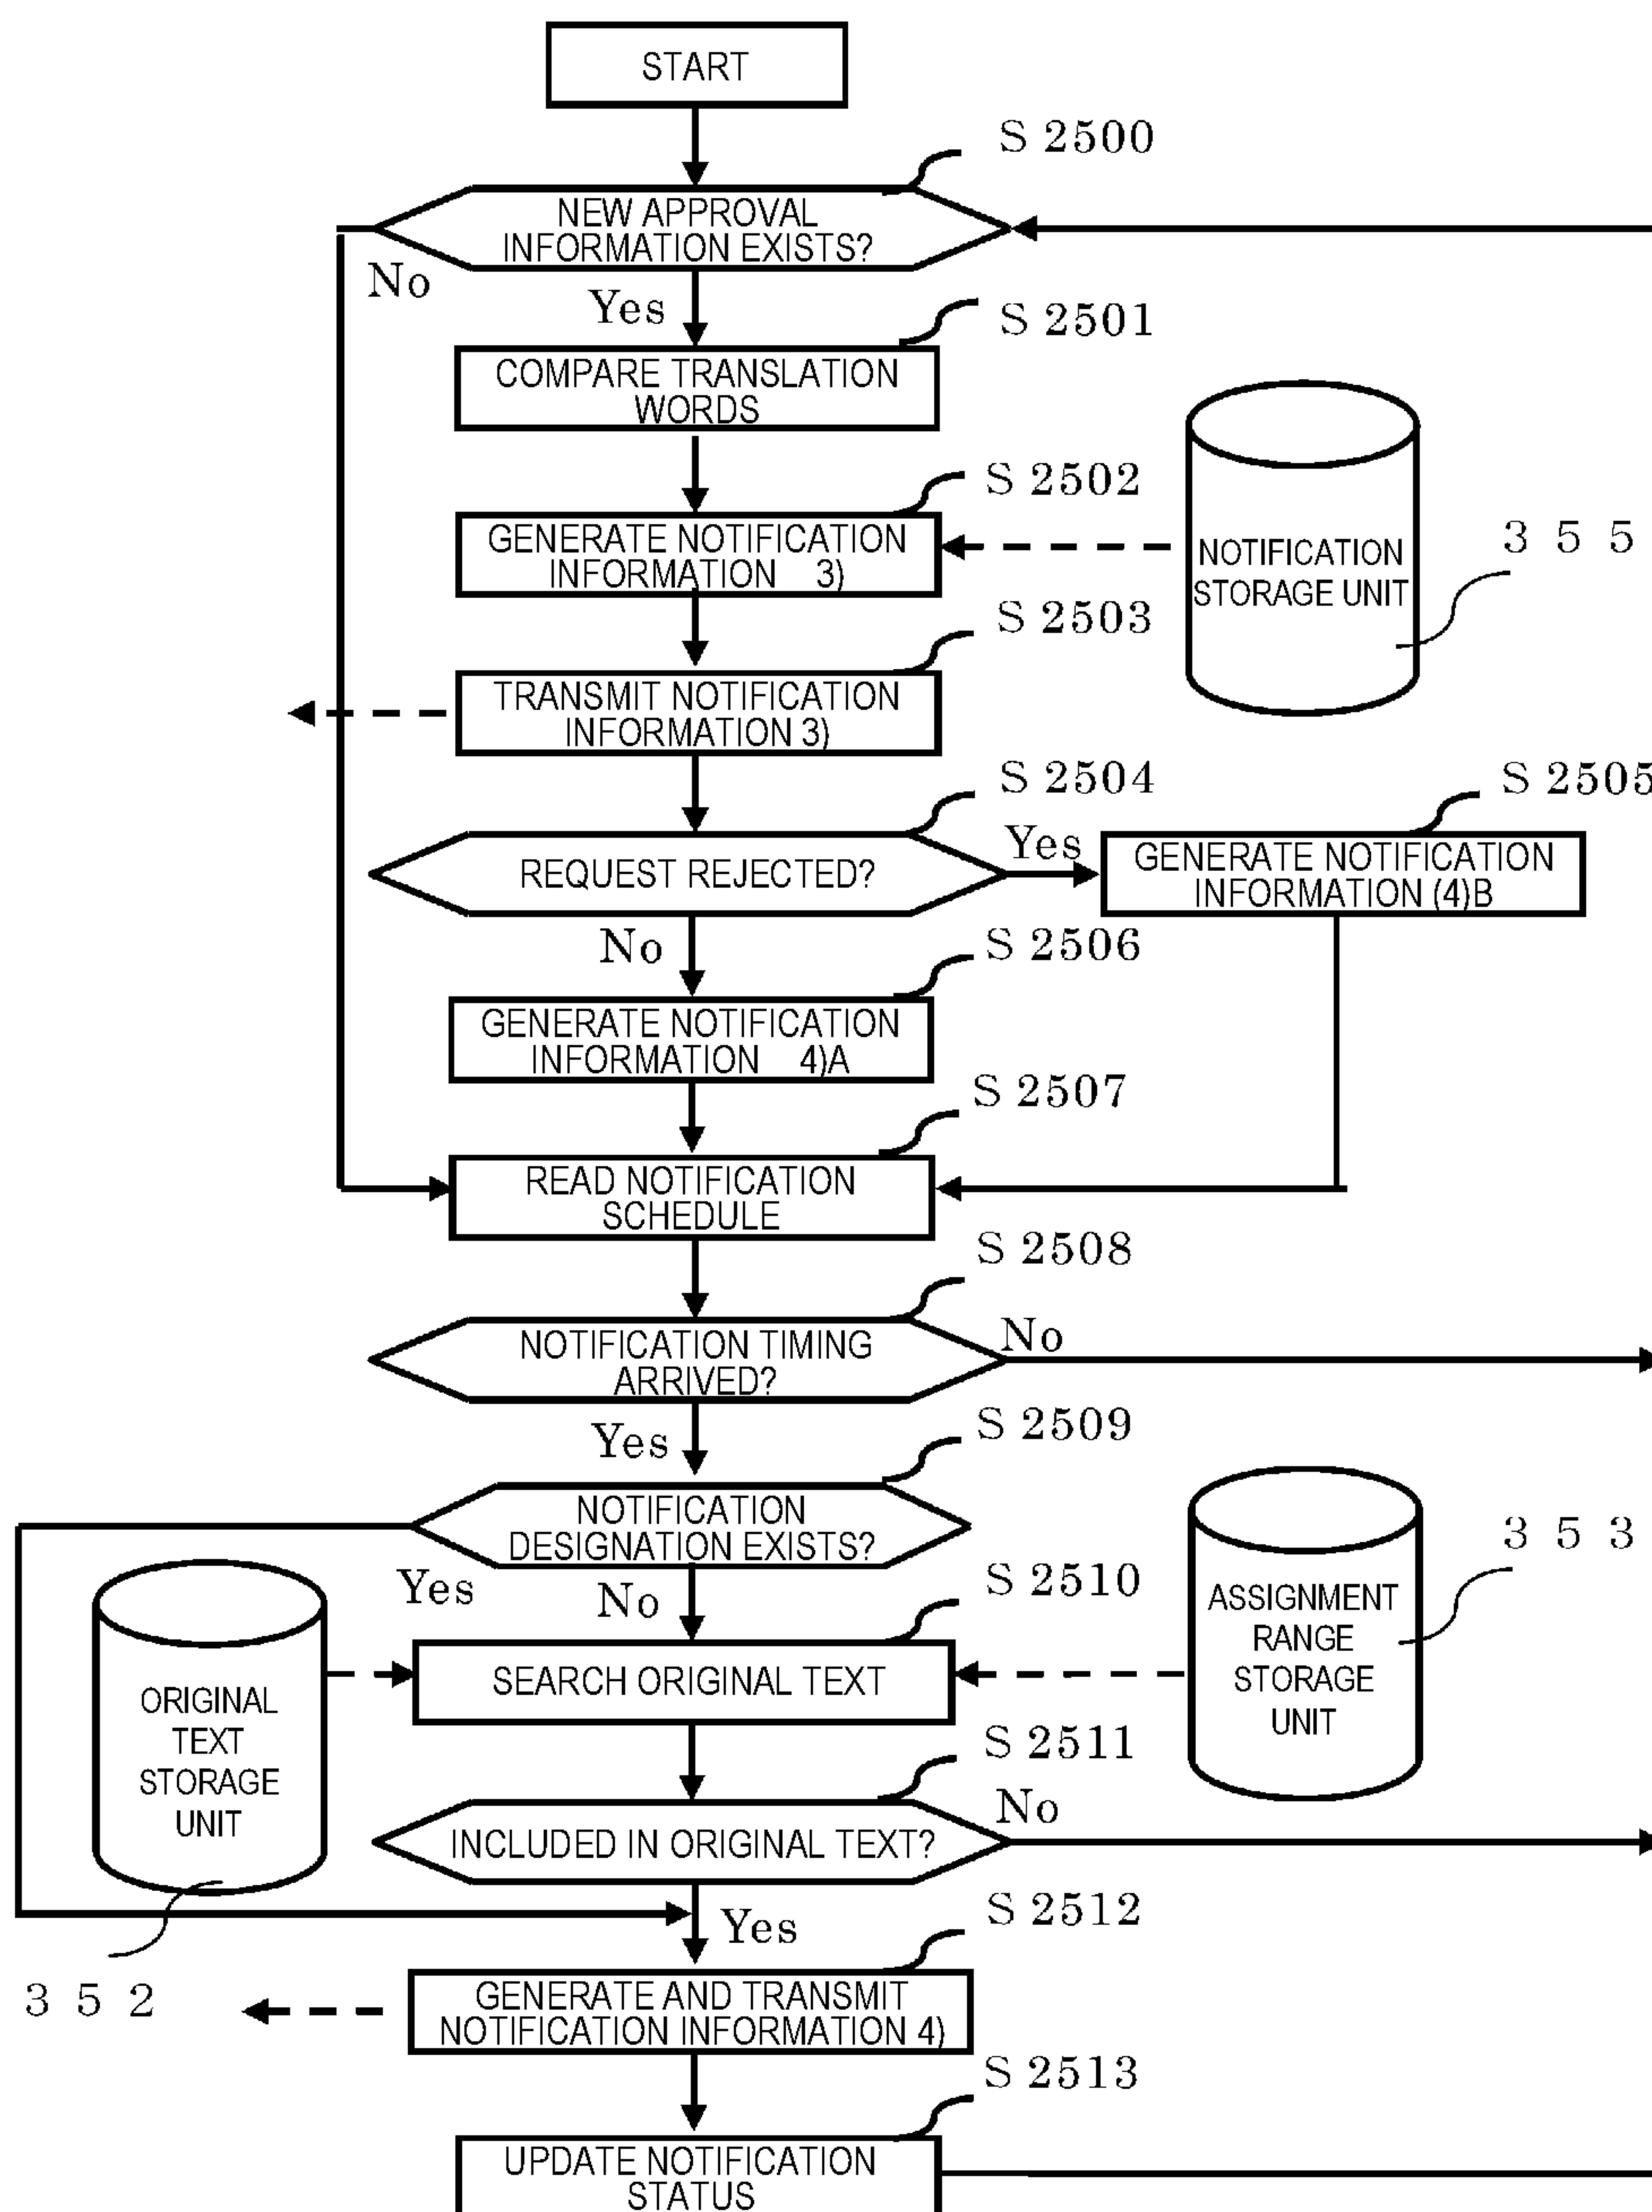 START
S 2500
NEW APPROVAL
INFORMATION EXISTS?
No
Yes
S 2501
COMPARE TRANSLATION
WORDS
S 2502
GENERATE NOTIFICATION
INFORMATION 3)
NOTIFICATION
STORAGE UNIT
3 5 5
S 2503
TRANSMIT NOTIFICATION
INFORMATION 3)
S 2504
REQUEST REJECTED?
Yes
S 2505
GENERATE NOTIFICATION
INFORMATION (4)B
No
S 2506
GENERATE NOTIFICATION
INFORMATION 4)A
S 2507
READ NOTIFICATION
SCHEDULE
S 2508
NOTIFICATION TIMING
ARRIVED?
No
Yes
S 2509
NOTIFICATION
DESIGNATION EXISTS?
Yes
No
S 2510
SEARCH ORIGINAL TEXT
ASSIGNMENT
RANGE
STORAGE
UNIT
3 5 3
ORIGINAL
TEXT
STORAGE
UNIT
3 5 2
S 2511
INCLUDED IN ORIGINAL TEXT?
No
Yes
S 2512
GENERATE AND TRANSMIT
NOTIFICATION INFORMATION 4)
S 2513
UPDATE NOTIFICATION
STATUS